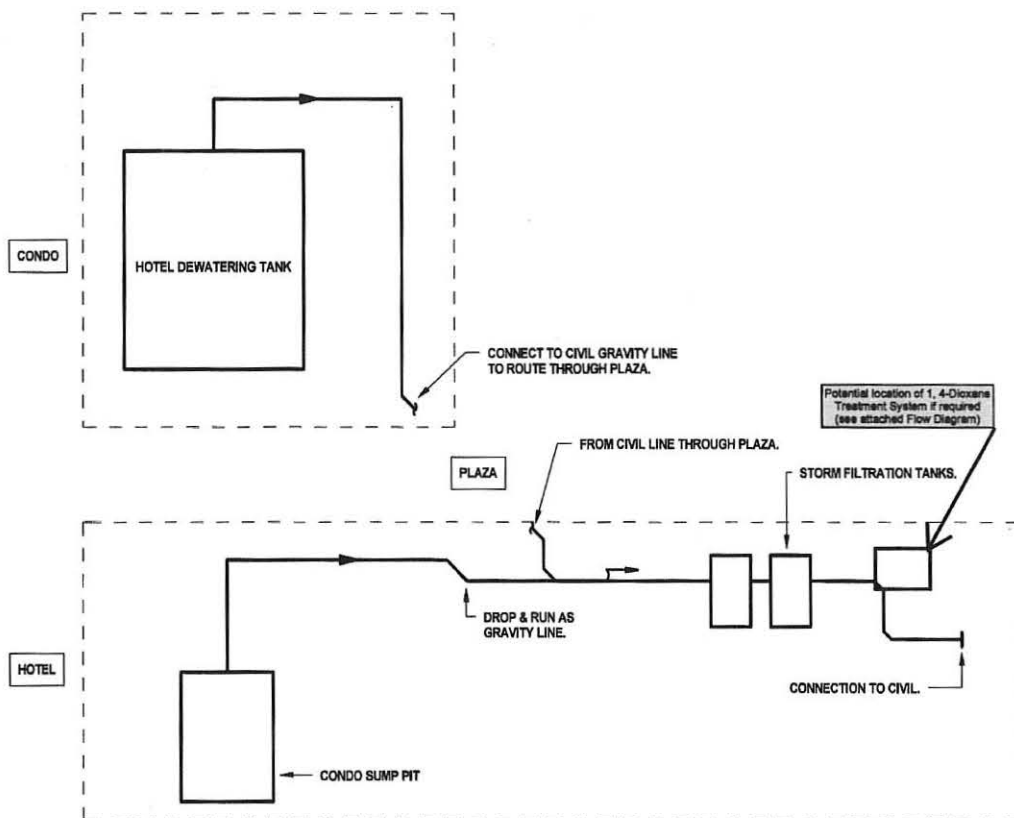 CONDO
HOTEL DEWATERING TANK
CONNECT TO CIVIL GRAVITY LINE
TO ROUTE THROUGH PLAZA.
Potential location of 1, 4-Dioxane
Treatment System if required
(see attached Flow Diagram)
PLAZA
FROM CIVIL LINE THROUGH PLAZA.
STORM FILTRATION TANKS.
DROP & RUN AS
GRAVITY LINE.
HOTEL
CONNECTION TO CIVIL.
CONDO SUMP PIT